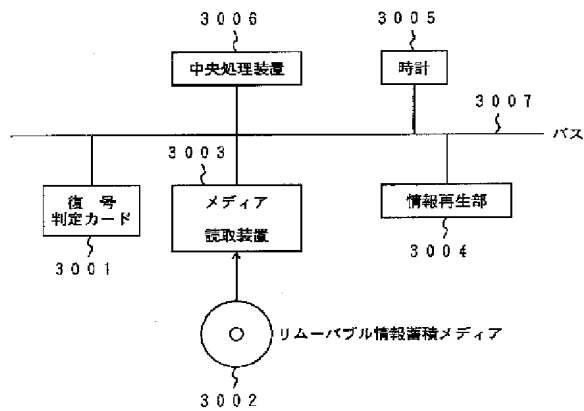 3006
3005
中央処理装置
時計
3007
バス
3003
復号
判定カード
メディア
読取装置
情報再生部
3001
3004
リムーバブル情報蓄積メディア
3002